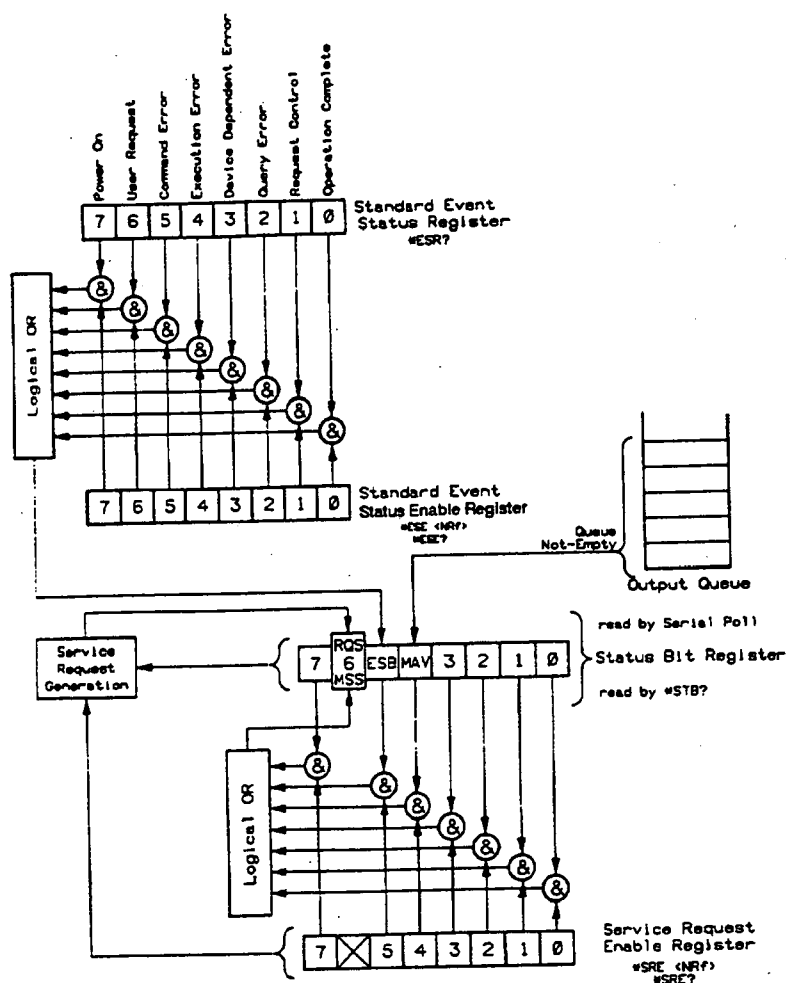 Power On
User Request
Command Error
Execution Error
Device Dependent Error
Query Error
Request Control
Operation Complete
7 6 5 4 3 2 1 0
Standard Event
Status Register
*ESR?
& & & & & & & &
Logical OR
7 6 5 4 3 2 1 0
Standard Event
Status Enable Register
*ESE <NRf>
*ESE?
Queue
Not-Empty
Output Queue
Service
Request
Generation
7
RQS
6
MSS
ESB MAV 3 2 1 0
read by Serial Poll
Status Bit Register
read by *STB?
Logical OR
& & & & & & &
7 5 4 3 2 1 0
Service Request
Enable Register
*SRE <NRf>
*SRE?